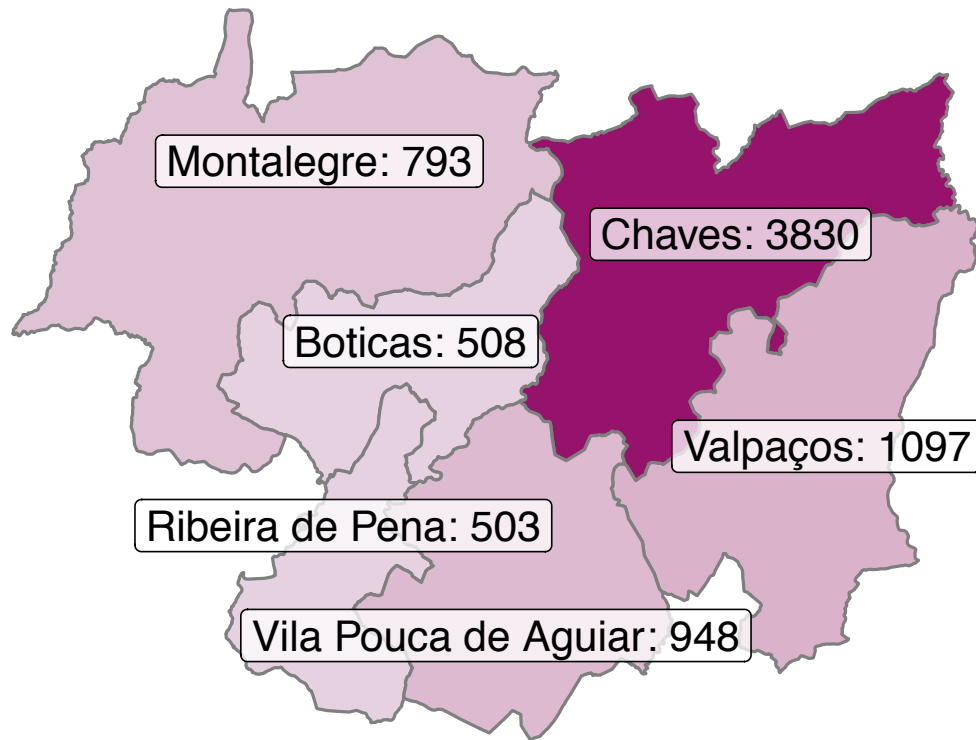 Montalegre: 793
Chaves: 3830
Boticas: 508
Valpaços: 1097
Ribeira de Pena: 503
Vila Pouca de Aguiar: 948